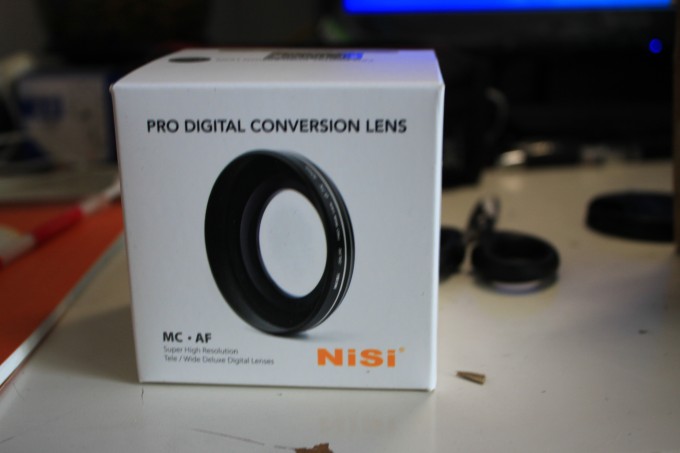 PRO DIGITAL CONVERSION LENS
MC • AF
Super High Resolution
Tele / Wide Deluxe Digital Lenses
NiSi